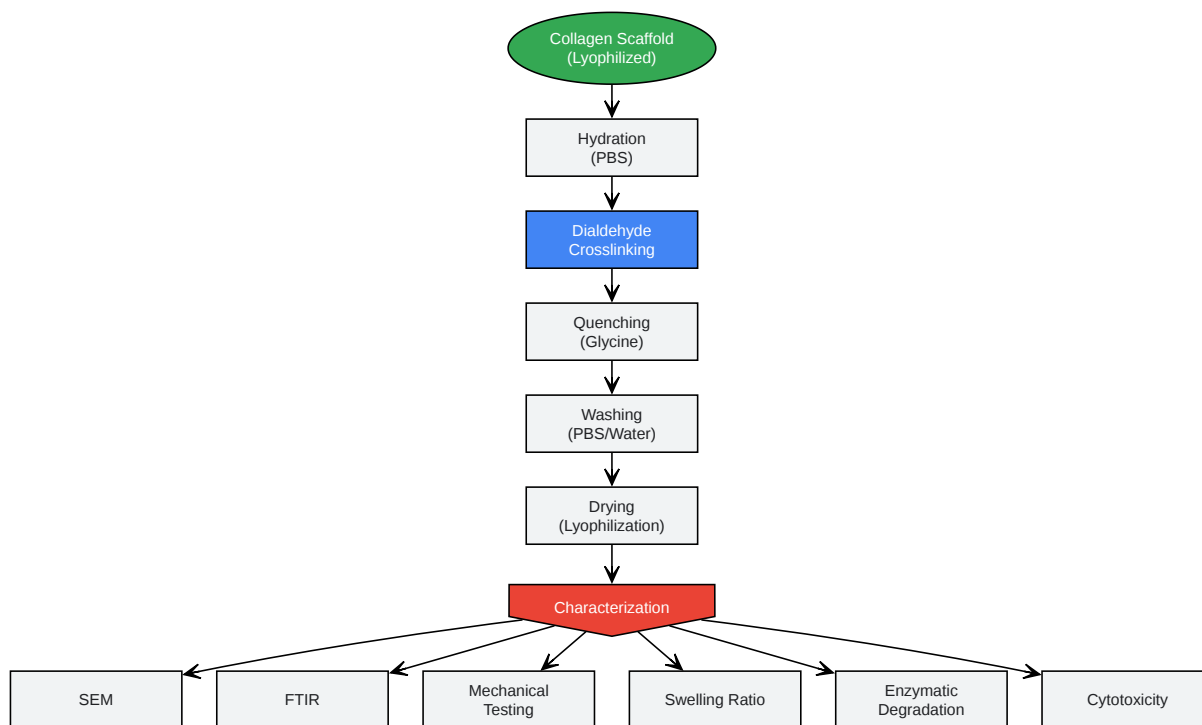 Collagen Scaffold
(Lyophilized)
Hydration
(PBS)
Dialdehyde
Crosslinking
Quenching
(Glycine)
Washing
(PBS/Water)
Drying
(Lyophilization)
Characterization
SEM
FTIR
Mechanical
Testing
Swelling Ratio
Enzymatic
Degradation
Cytotoxicity